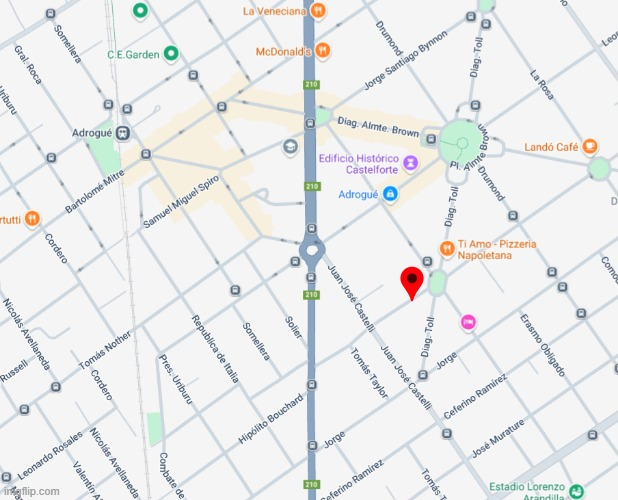 La Veneciana
Somellera
Drumond
Gral. Roca
C.E.Garden
McDonald's
Jorge Santiago Bynnon
Diag. Toll
Leon
Uriburu
210
La Rosa
Adrogué
Diag. Almte. Brown
Pl. Almte Brown
Landó Café
Edificio Histórico
Castelforte
Bartolomé Mitre
Samuel Miguel Spiro
210
Adrogué
Drumond
D
rtutti
Cordero
Diag. Toll
Ti Amo - Pizzeria
Napoletana
Como
Juan José Castelli
210
Nicolás Avellaneda
Republica de Italia
Somellera
Solier
Tomás Nother
Diag. Toll
Erasmo Obligado
Russell
Cordero
Pres. Uriburu
Tomás Taylor
Juan José Castelli
Jorge
Ceferino Ramírez
Hipólito Bouchard
Jorge
José Murature
Leonardo Rosales
Nicolás Avellaneda
Valentín A
Combate de
210
Ceferino Ramírez
Tomás T
Estadio Lorenzo
Arandilla
imgflip.com